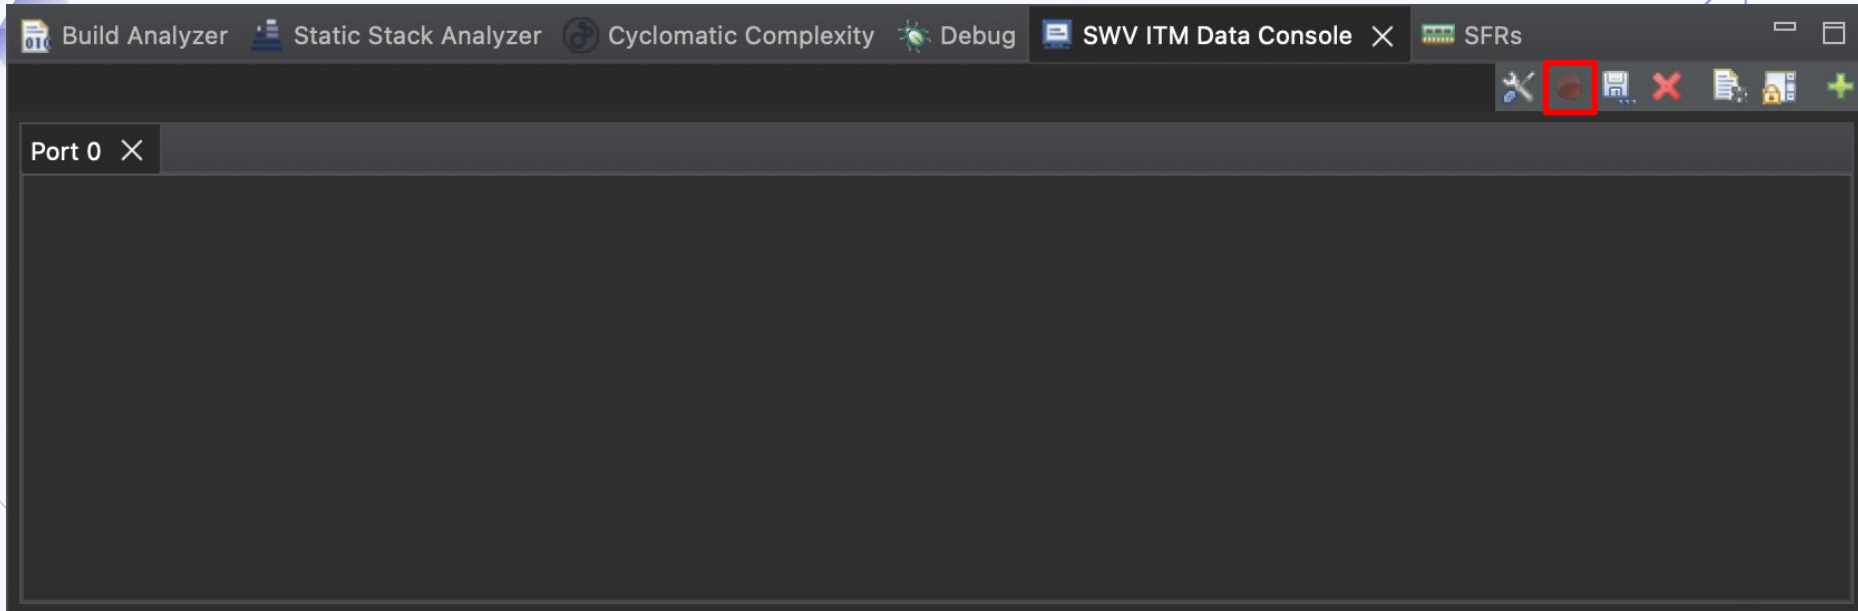 Build Analyzer Static Stack Analyzer Cyclomatic Complexity Debug SWV ITM Data Console SFRs
Port 0